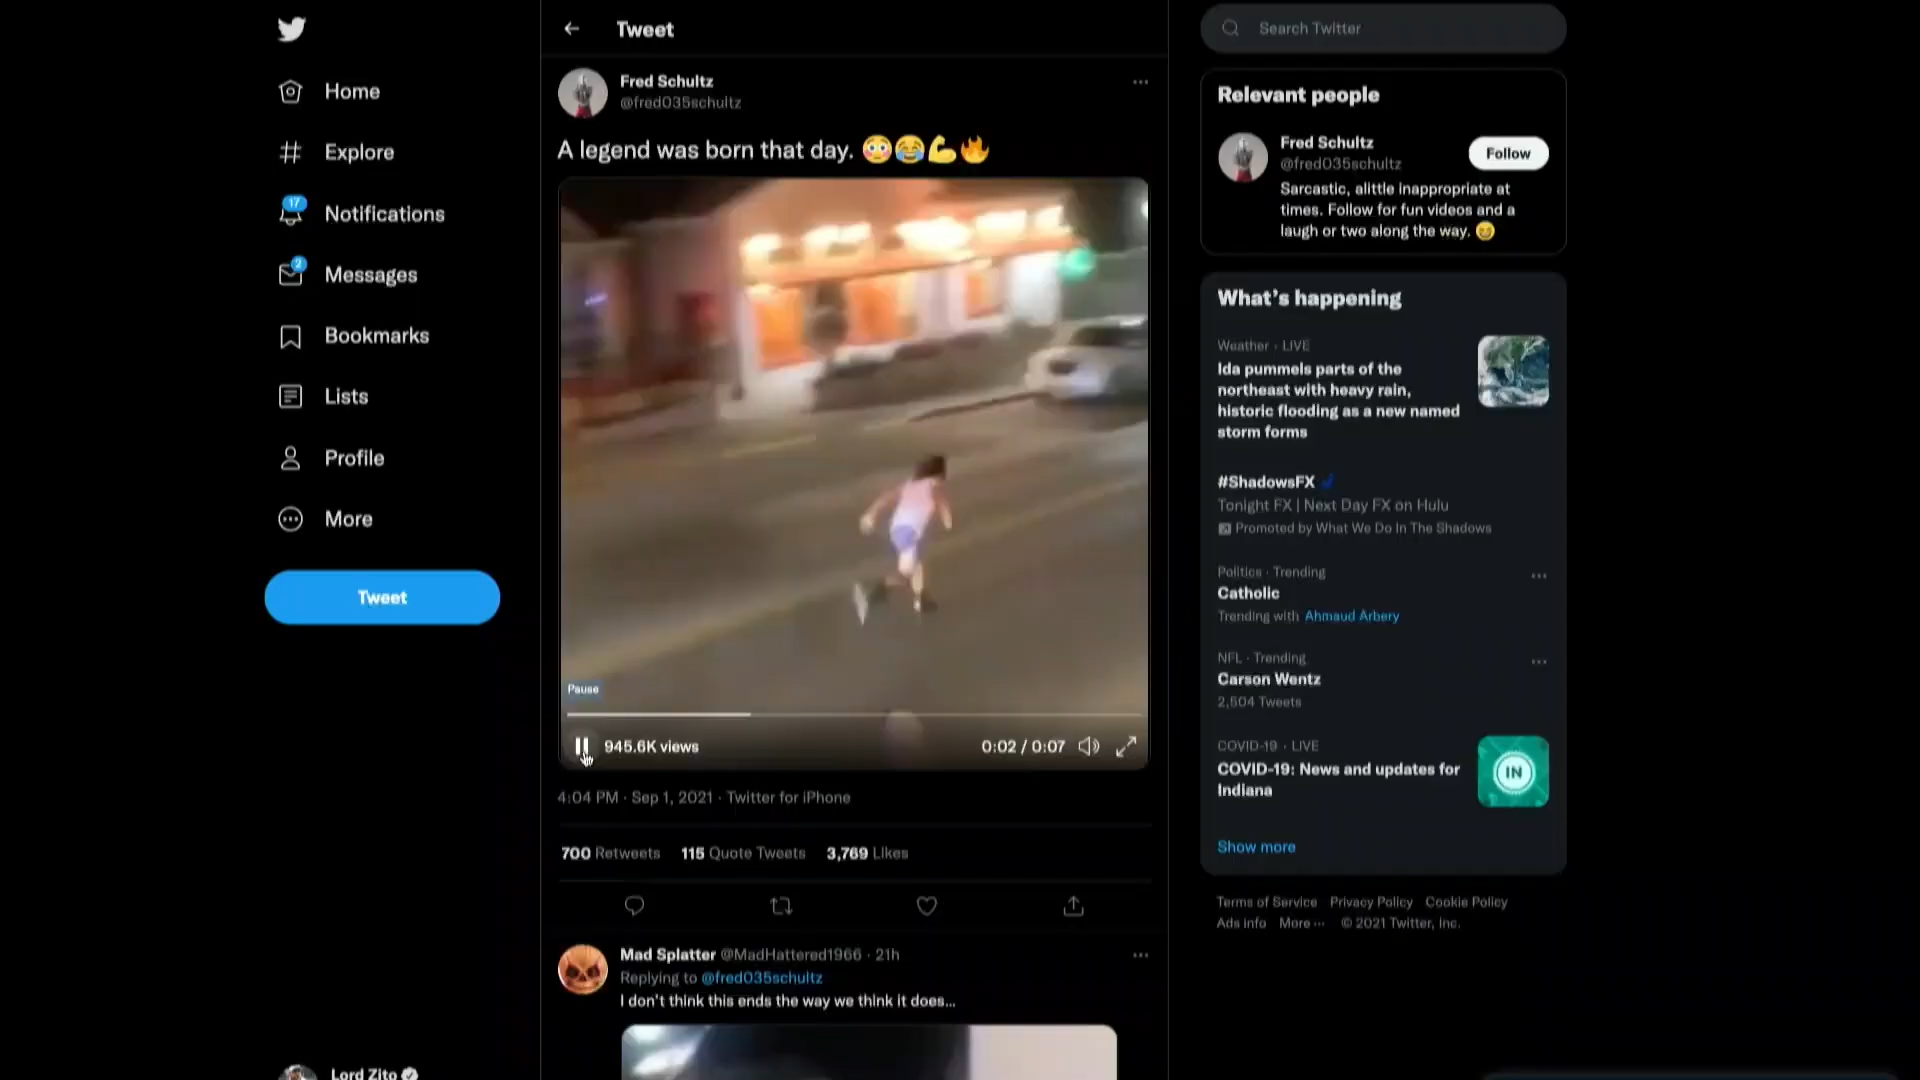 Home
Explore
17
Notifications
2
Messages
Bookmarks
Lists
Profile
More
Tweet
Lord Zito
Tweet
Fred Schultz
@fred035schultz
A legend was born that day. 😳😂💪🔥
Pause
945.6K views
0:02 / 0:07
4:04 PM · Sep 1, 2021 · Twitter for iPhone
700 Retweets 115 Quote Tweets 3,769 Likes
Mad Splatter @MadHattered1966 · 21h
Replying to @fred035schultz
I don't think this ends the way we think it does...
Search Twitter
Relevant people
Fred Schultz
@fred035schultz
Follow
Sarcastic, alittle inappropriate at
times. Follow for fun videos and a
laugh or two along the way. 😆
What's happening
Weather · LIVE
Ida pummels parts of the
northeast with heavy rain,
historic flooding as a new named
storm forms
#ShadowsFX
Tonight FX | Next Day FX on Hulu
Promoted by What We Do In The Shadows
Politics · Trending
Catholic
Trending with Ahmaud Arbery
NFL · Trending
Carson Wentz
2,504 Tweets
COVID-19 · LIVE
COVID-19: News and updates for
Indiana
IN
Show more
Terms of Service Privacy Policy Cookie Policy
Ads info More ··· © 2021 Twitter, Inc.